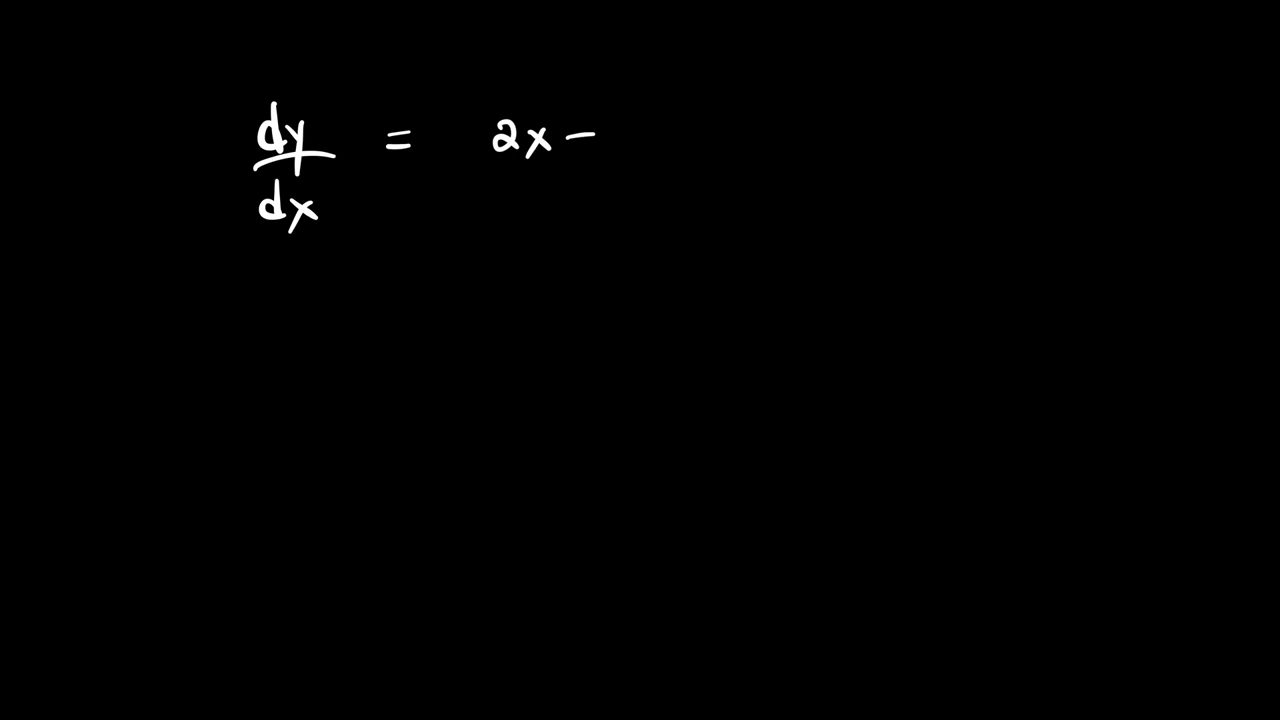 dy/dx = 2x −